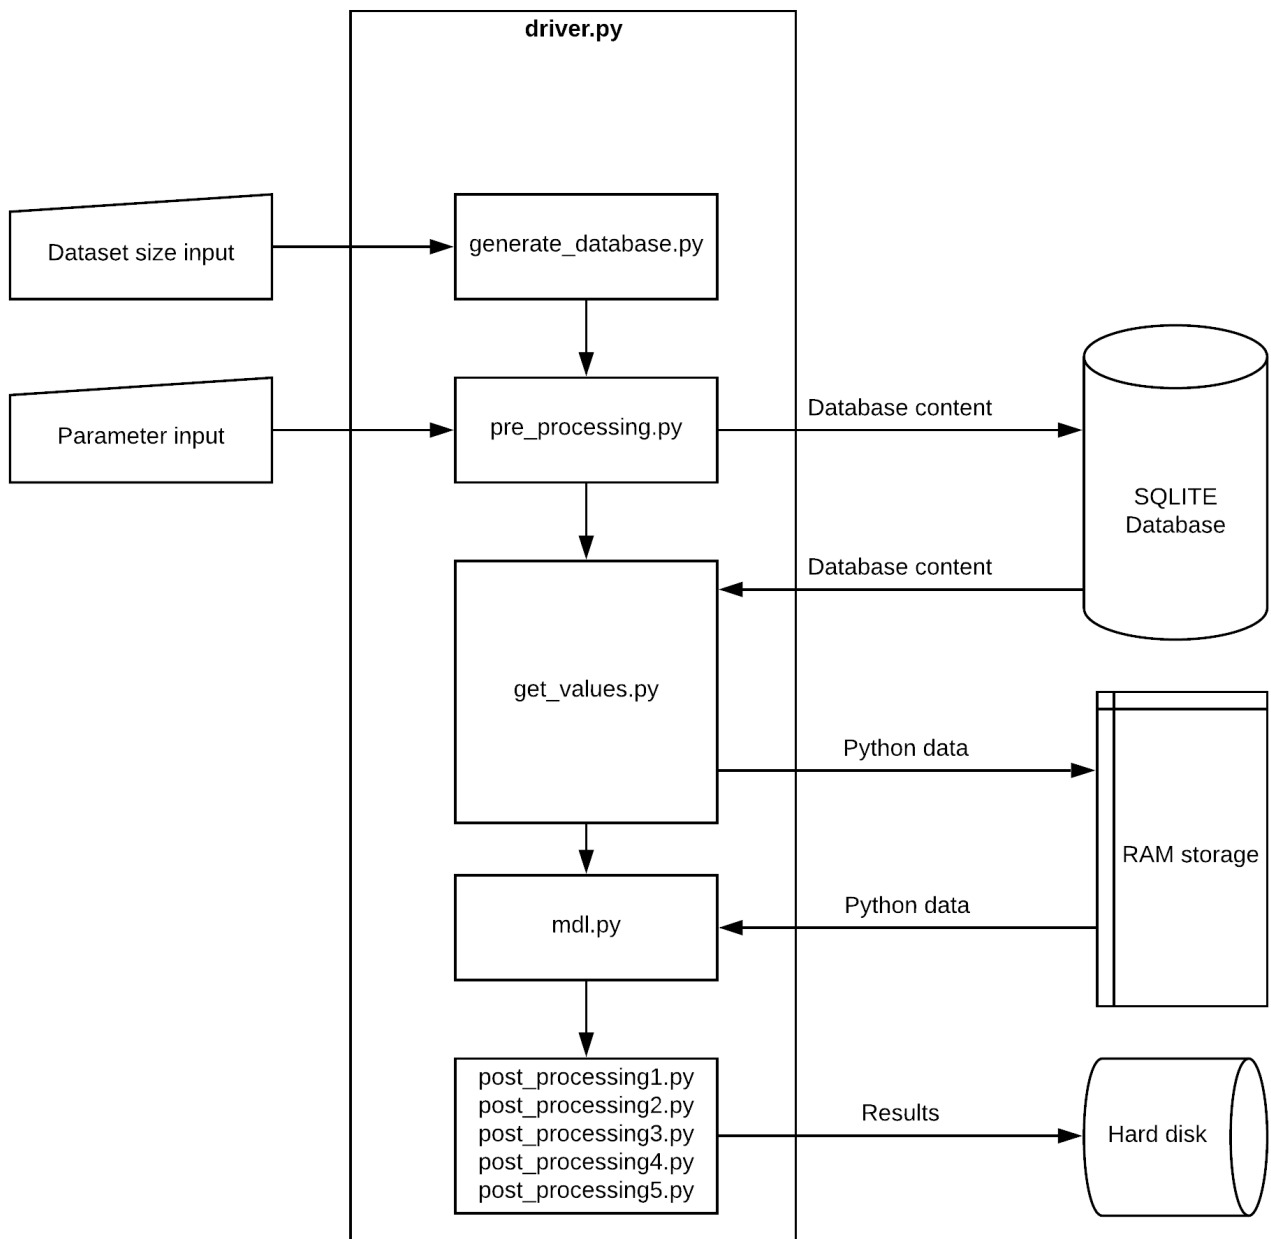 driver.py
Dataset size input
generate_database.py
Parameter input
pre_processing.py
Database content
SQLITE
Database
Database content
get_values.py
Python data
RAM storage
Python data
mdl.py
post_processing1.py
post_processing2.py
post_processing3.py
post_processing4.py
post_processing5.py
Results
Hard disk